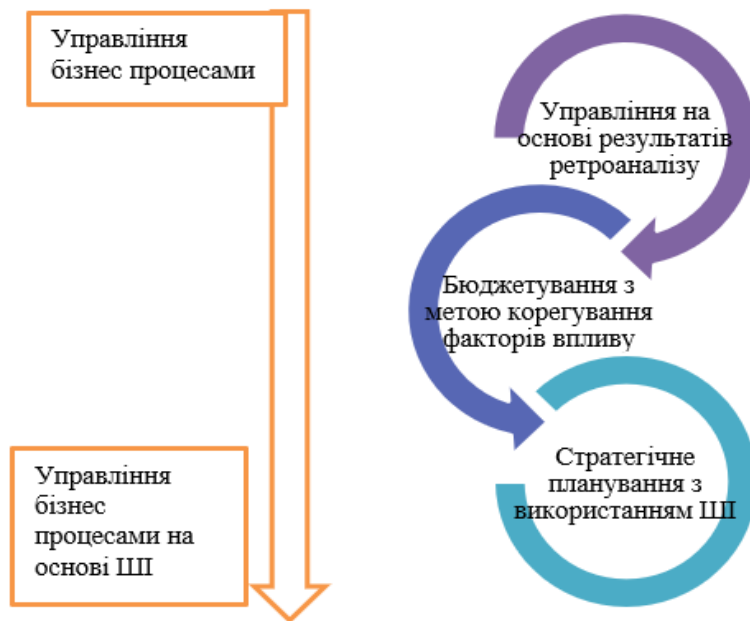 Управління
бізнес процесами
Управління на
основі результатів
ретроаналізу
Бюджетування з
метою корегування
факторів впливу
Управління
бізнес
процесами на
основі ШІ
Стратегічне
планування з
використанням ШІ